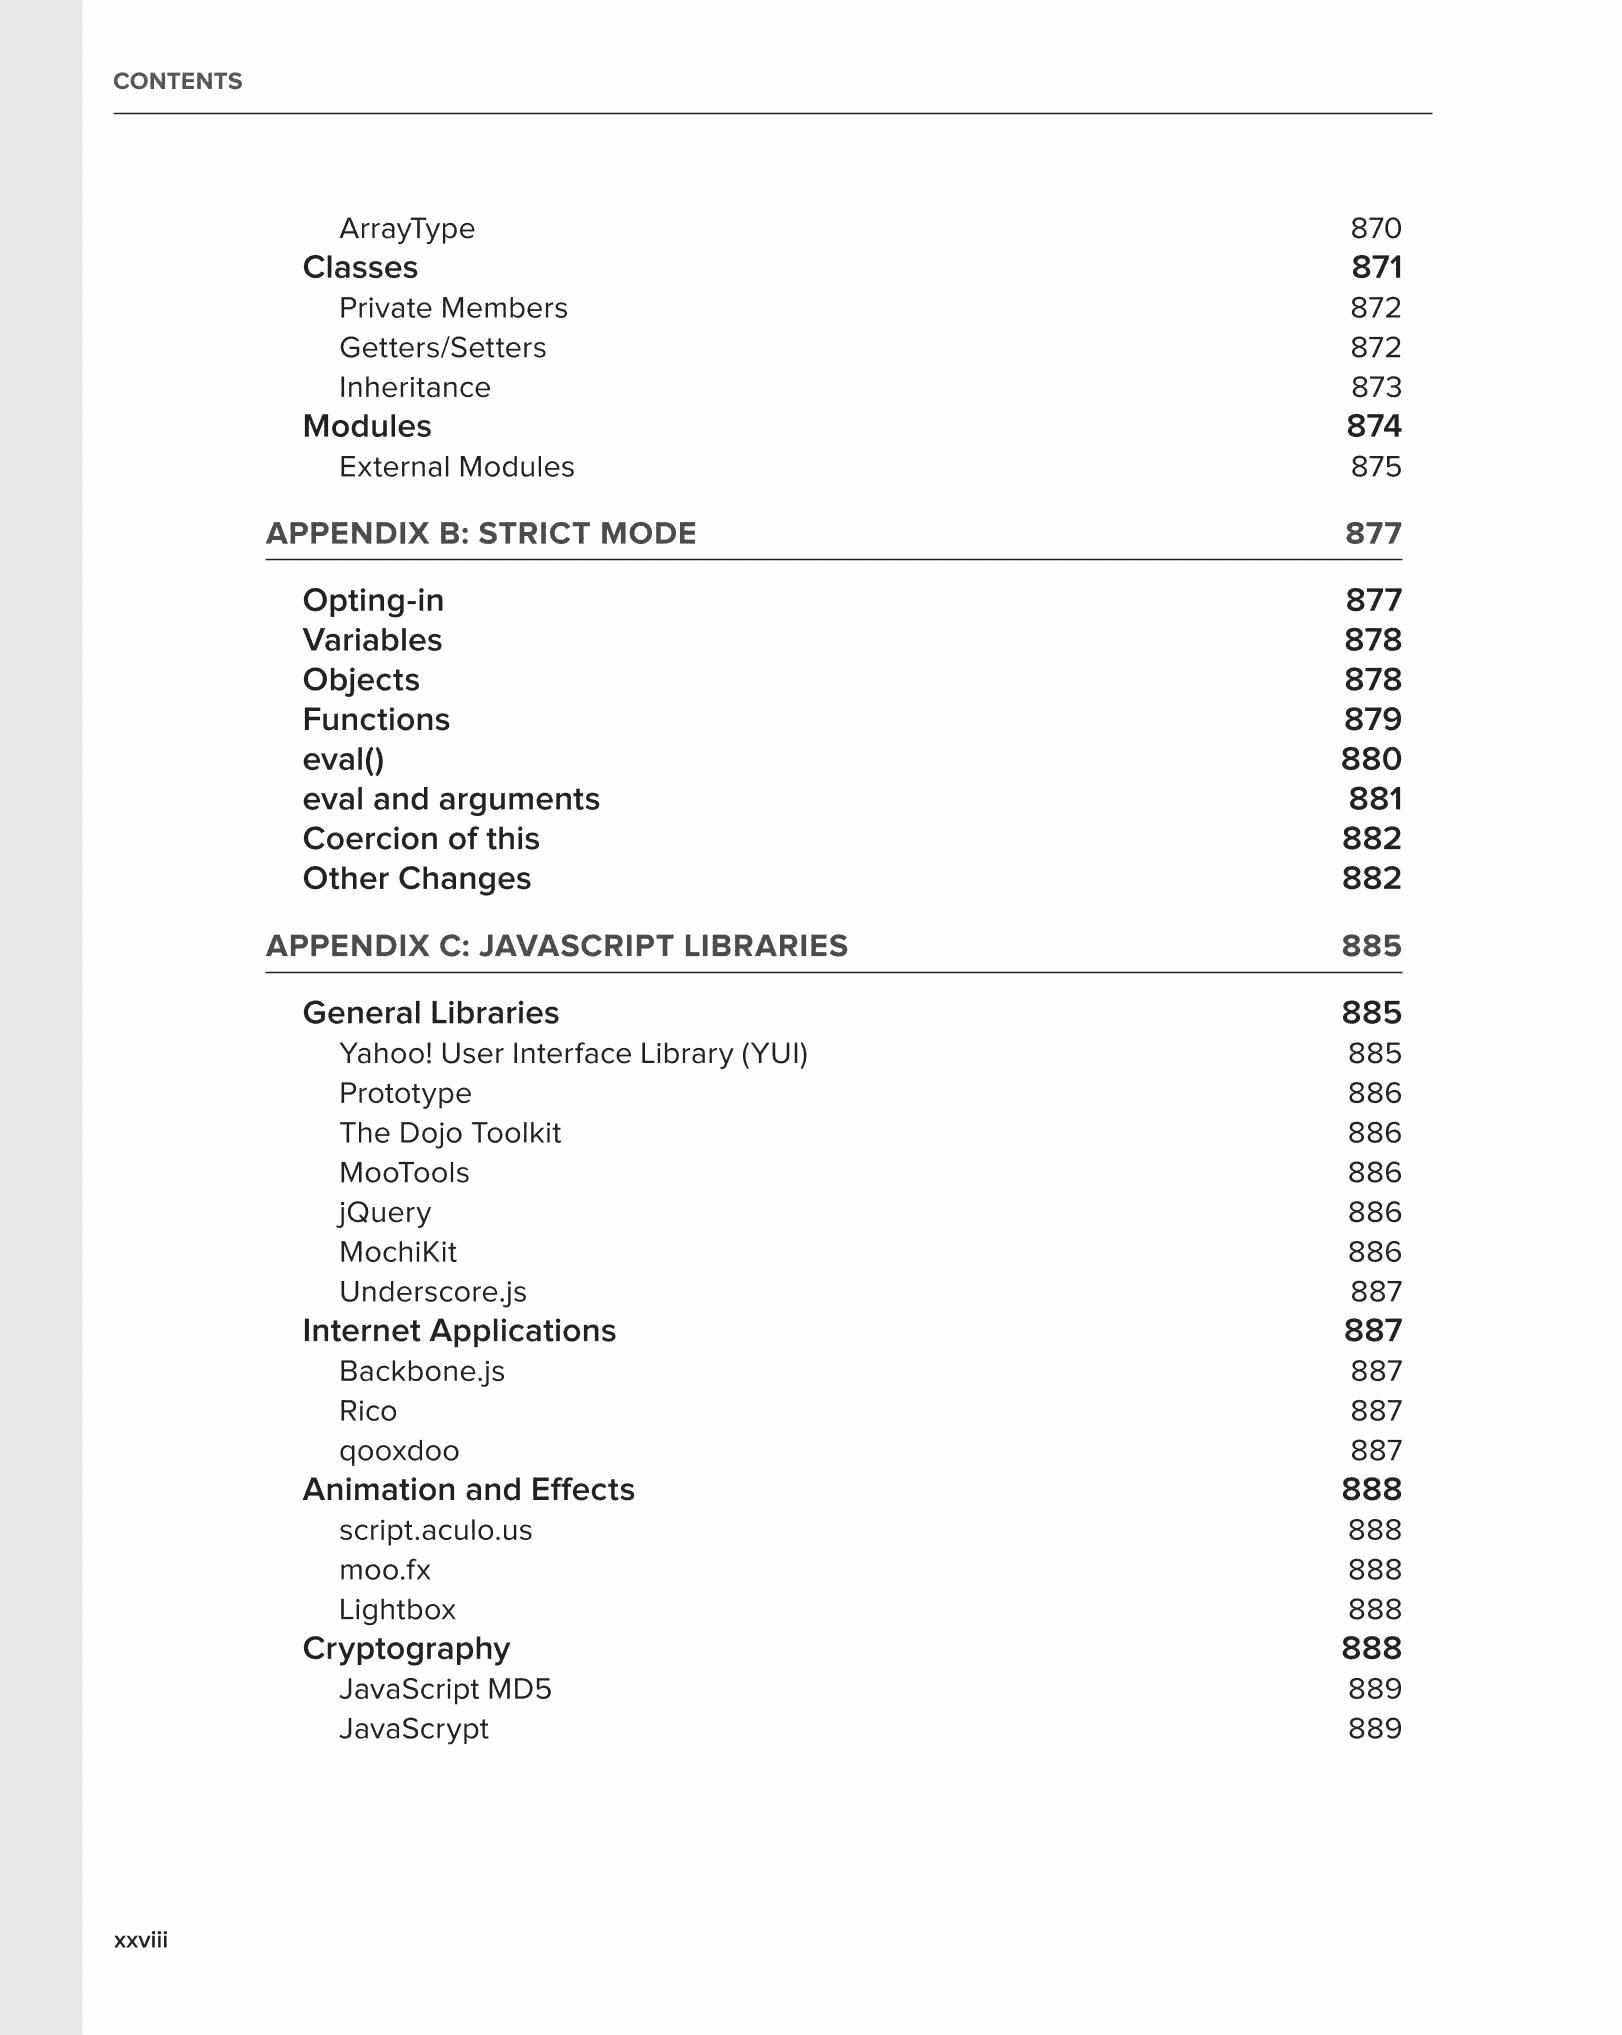 CONTENTS
ArrayType 870
Classes 871
Private Members 872
Getters/Setters 872
Inheritance 873
Modules 874
External Modules 875
APPENDIX B: STRICT MODE 877
Opting-in 877
Variables 878
Objects 878
Functions 879
eval() 880
eval and arguments 881
Coercion of this 882
Other Changes 882
APPENDIX C: JAVASCRIPT LIBRARIES 885
General Libraries 885
Yahoo! User Interface Library (YUI) 885
Prototype 886
The Dojo Toolkit 886
MooTools 886
jQuery 886
MochiKit 886
Underscore.js 887
Internet Applications 887
Backbone.js 887
Rico 887
qooxdoo 887
Animation and Effects 888
script.aculo.us 888
moo.fx 888
Lightbox 888
Cryptography 888
JavaScript MD5 889
JavaScrypt 889
xxviii